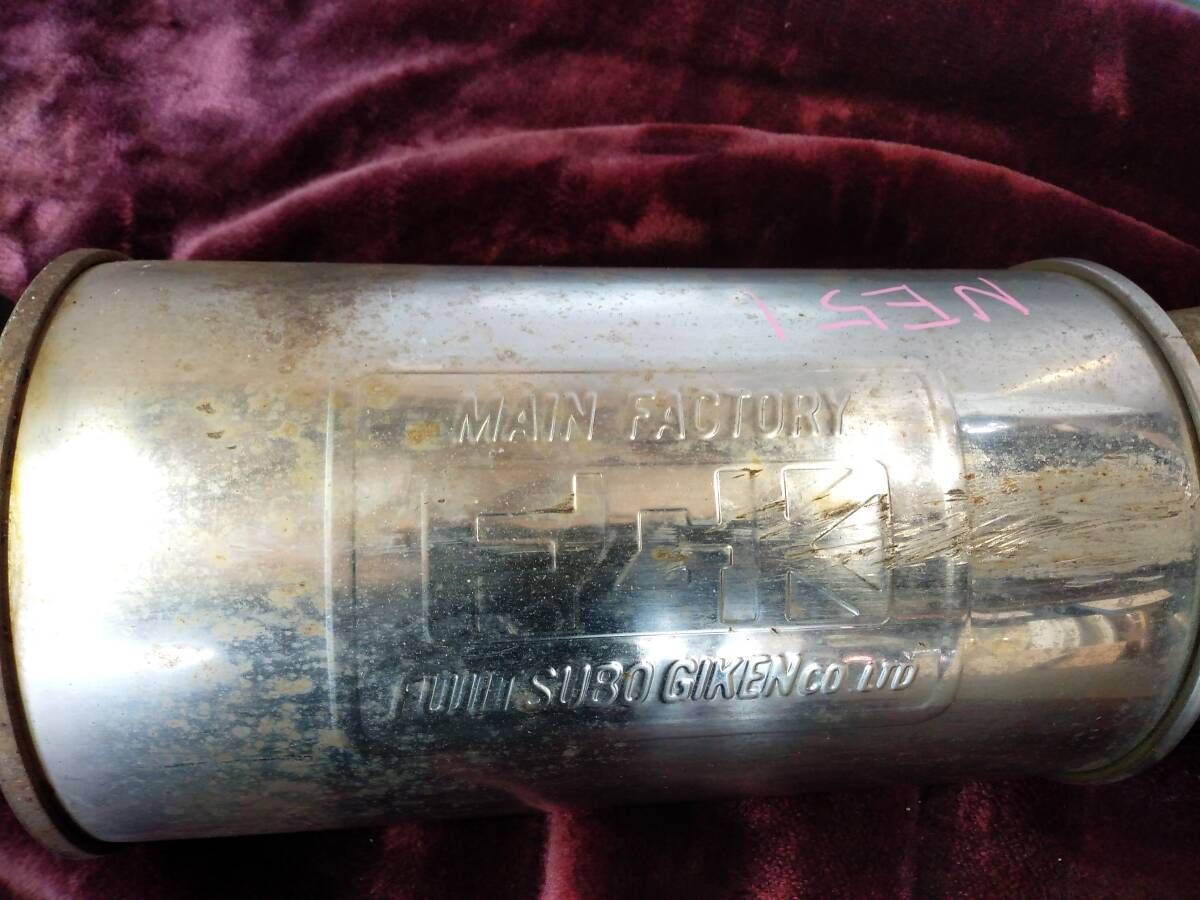 NE51
MAIN FACTORY
FUJITSUBO GIKEN CO LTD